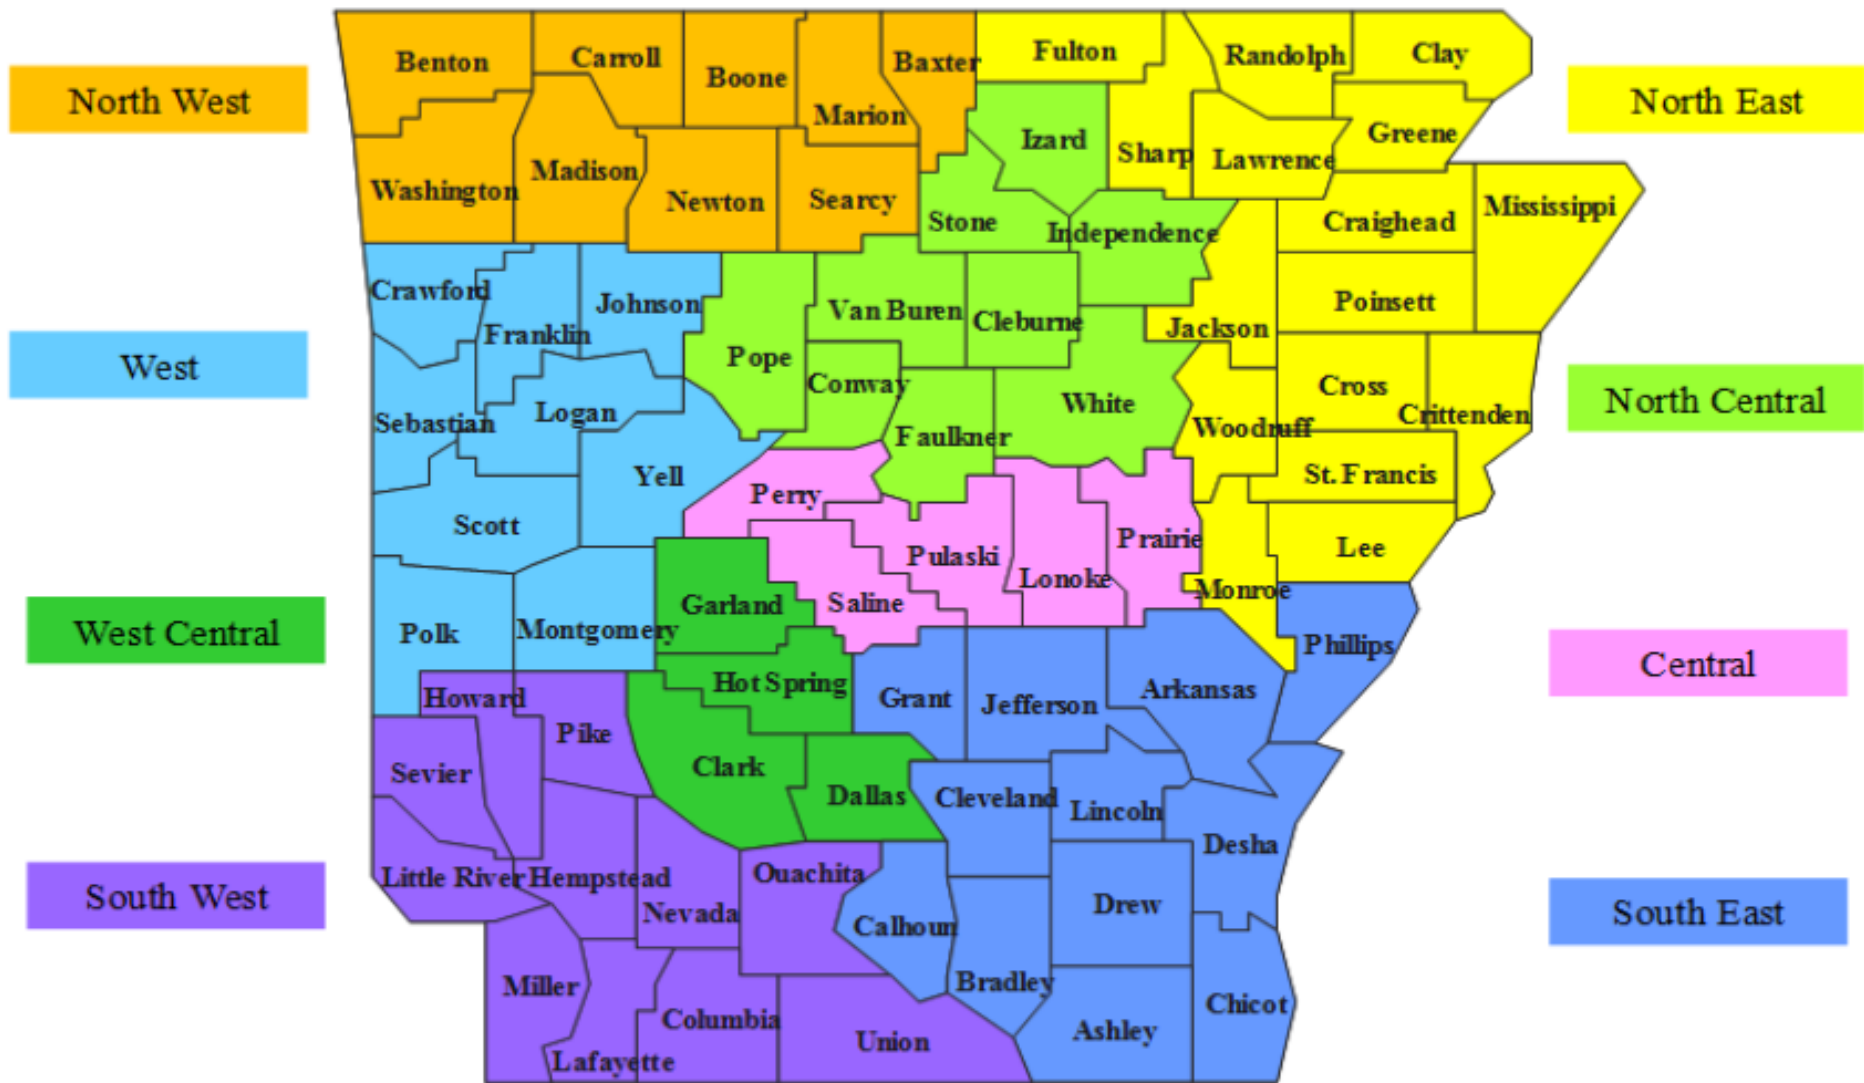 Benton
Carroll
Boone
Baxter
Fulton
Randolph
Clay
North West
Marion
North East
Izard
Greene
Sharp
Lawrence
Washington
Madison
Newton
Searcy
Stone
Independence
Craighead
Mississippi
Crawford
Johnson
Franklin
Van Buren
Cleburne
Jackson
Poinsett
West
Pope
Conway
White
Cross
Crittenden
North Central
Sebastian
Logan
Faulkner
Woodruff
Yell
Perry
St. Francis
Scott
Pulaski
Prairie
Lee
Lonoke
Monroe
West Central
Garland
Saline
Polk
Montgomery
Phillips
Central
Howard
Hot Spring
Grant
Jefferson
Arkansas
Pike
Sevier
Clark
Dallas
Cleveland
Lincoln
Desha
South West
Little River
Hempstead
Ouachita
Nevada
Calhoun
Drew
South East
Miller
Bradley
Chicot
Columbia
Ashley
Union
Lafayette